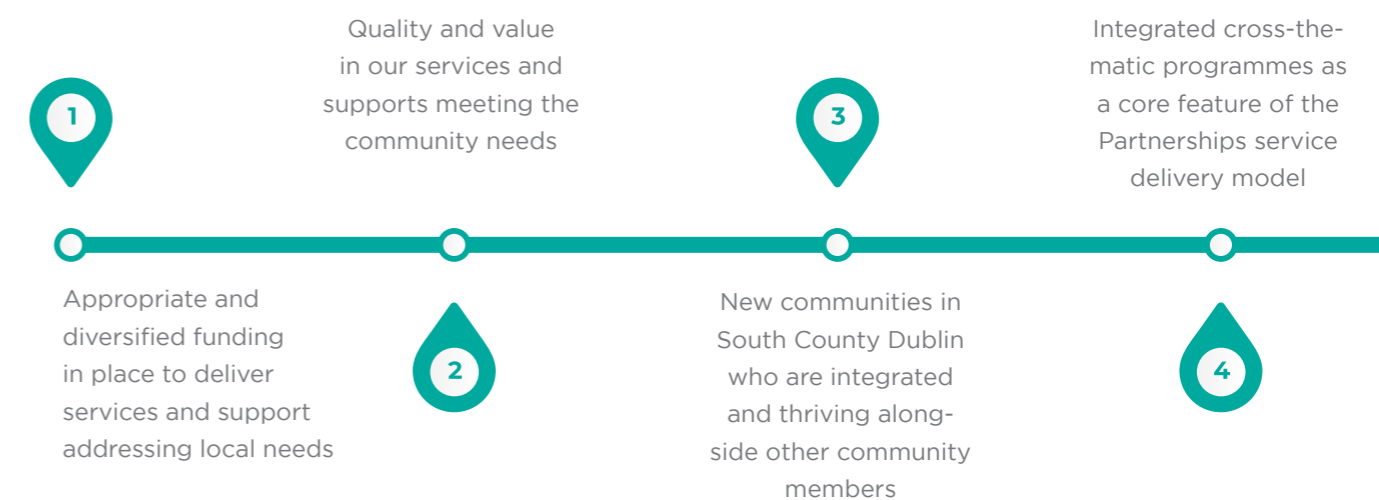 1
Appropriate and
diversified funding
in place to deliver
services and support
addressing local needs
Quality and value
in our services and
supports meeting the
community needs
2
3
New communities in
South County Dublin
who are integrated
and thriving along-
side other community
members
Integrated cross-the-
matic programmes as
a core feature of the
Partnerships service
delivery model
4